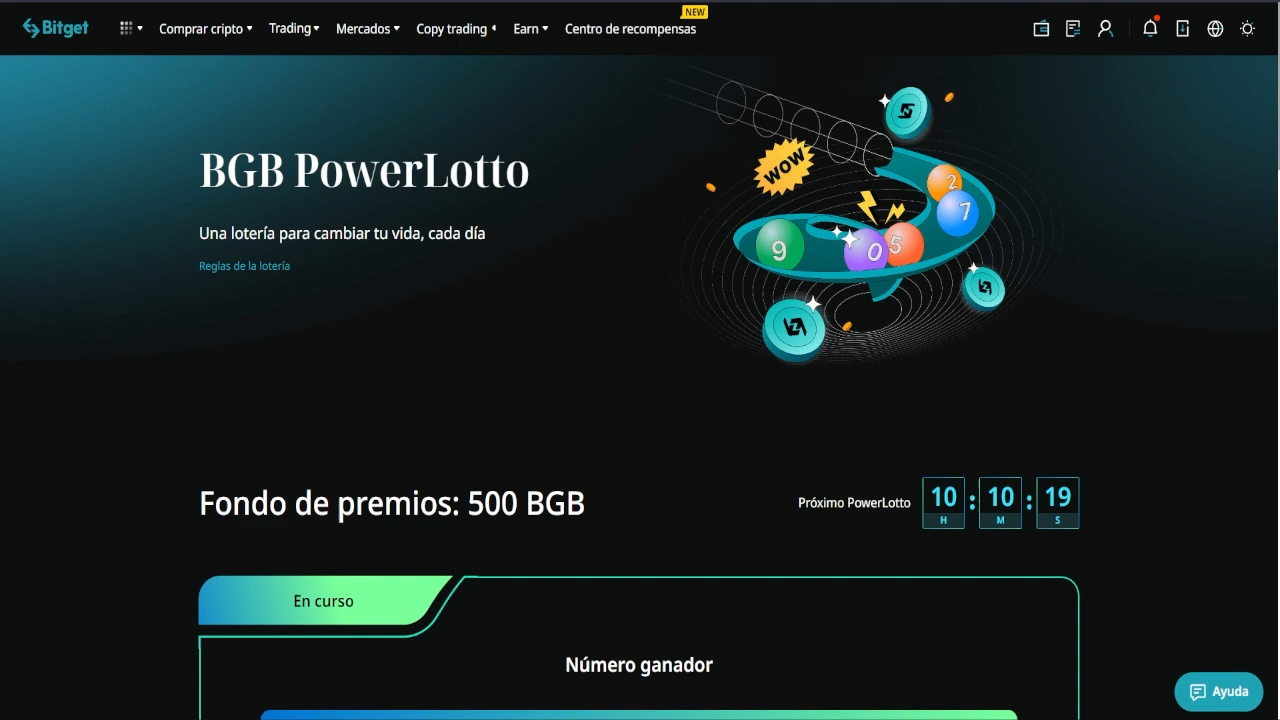 Bitget
Comprar cripto
Trading
Mercados
Copy trading
Earn
Centro de recompensas
NEW
BGB PowerLotto
Una lotería para cambiar tu vida, cada día
Reglas de la lotería
WOW
2
7
9
0
5
Fondo de premios: 500 BGB
Próximo PowerLotto
10 : 10 : 19
H M S
En curso
Número ganador
Ayuda